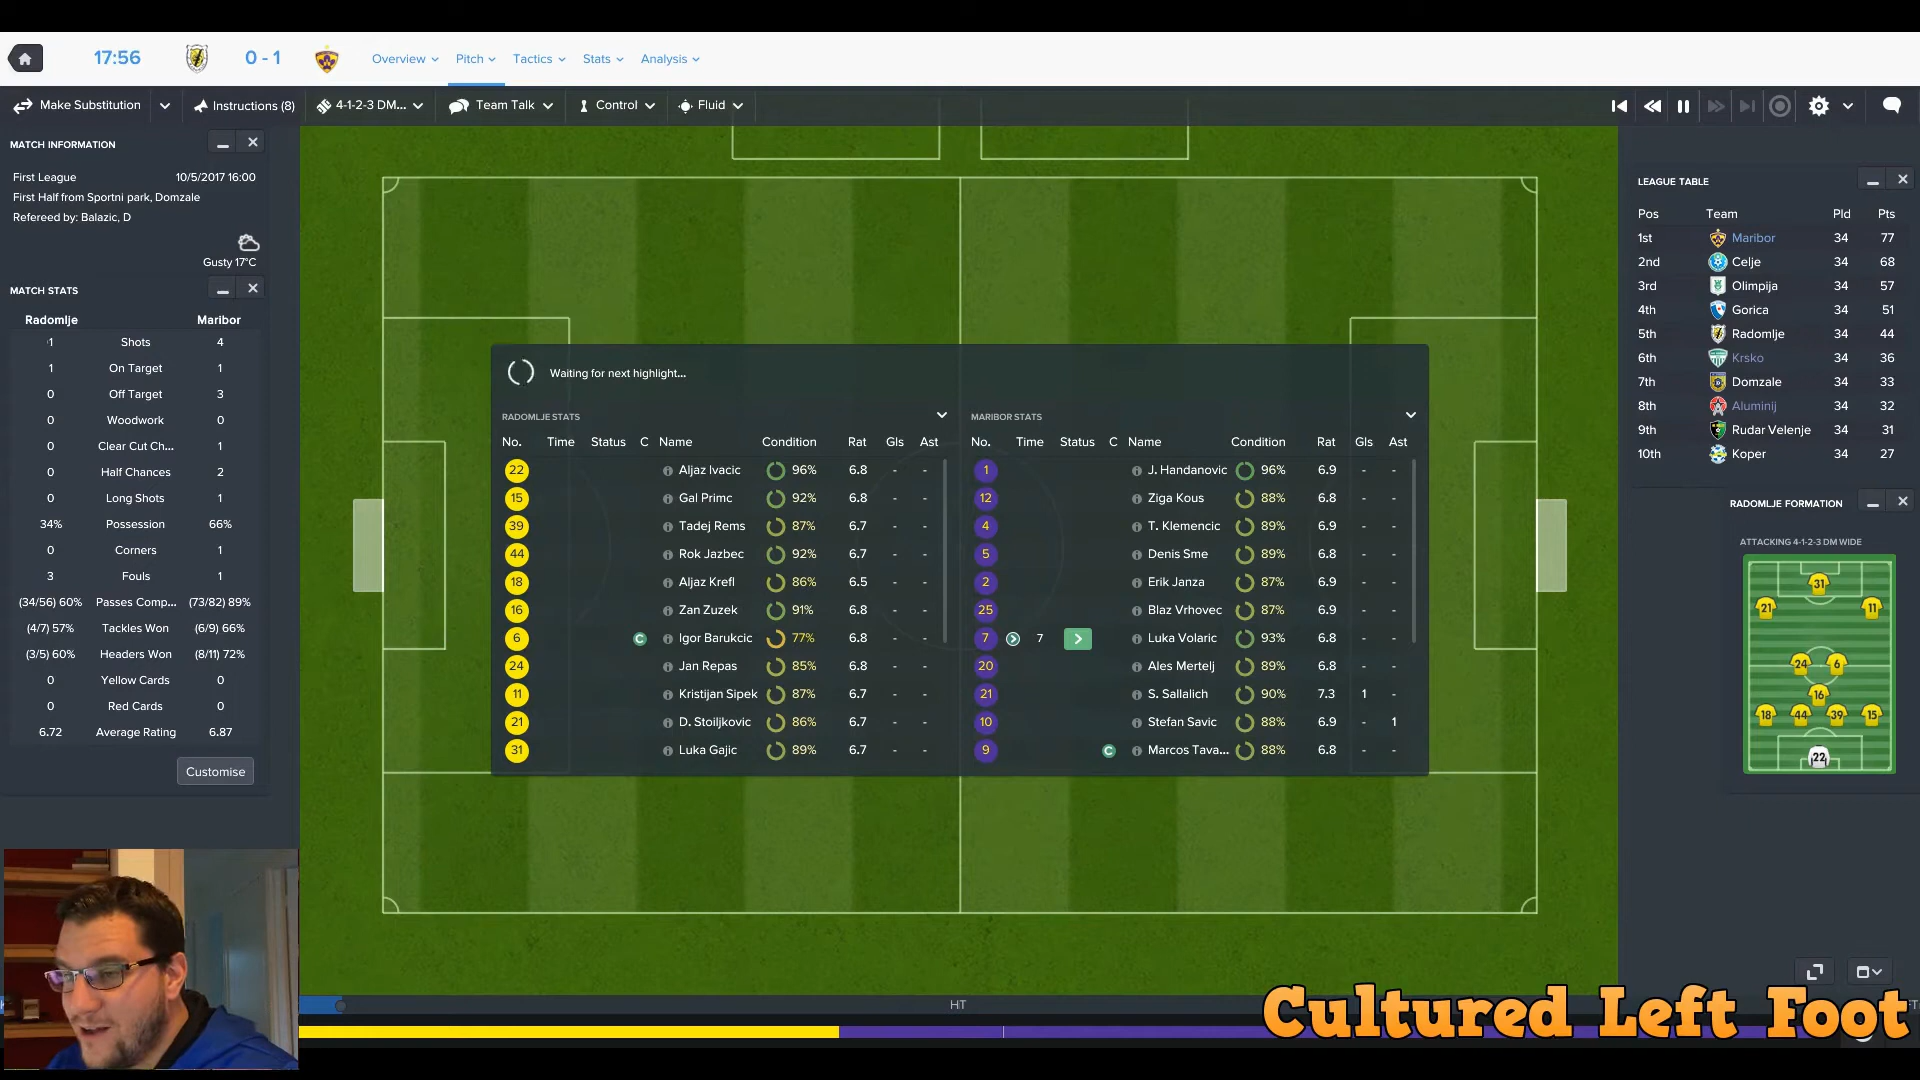 17:56 0 - 1 Overview Pitch Tactics Stats Analysis
Make Substitution Instructions (8) 4-1-2-3 DM... Team Talk Control Fluid
MATCH INFORMATION
First League 10/5/2017 16:00
First Half from Sportni park, Domzale
Refereed by: Balazic, D
Gusty 17°C
MATCH STATS
Radomlje Maribor
1 Shots 4
1 On Target 1
0 Off Target 3
0 Woodwork 0
0 Clear Cut Ch... 1
0 Half Chances 2
0 Long Shots 1
34% Possession 66%
0 Corners 1
3 Fouls 1
(34/56) 60% Passes Comp... (73/82) 89%
(4/7) 57% Tackles Won (6/9) 66%
(3/5) 60% Headers Won (8/11) 72%
0 Yellow Cards 0
0 Red Cards 0
6.72 Average Rating 6.87
Customise
Waiting for next highlight...
RADOMLJE STATS
No. Time Status C Name Condition Rat Gls Ast
22 Aljaz Ivacic 96% 6.8 - -
15 Gal Primc 92% 6.8 - -
39 Tadej Rems 87% 6.7 - -
44 Rok Jazbec 92% 6.7 - -
18 Aljaz Krefl 86% 6.5 - -
16 Zan Zuzek 91% 6.8 - -
6 C Igor Barukcic 77% 6.8 - -
24 Jan Repas 85% 6.8 - -
11 Kristijan Sipek 87% 6.7 - -
21 D. Stoiljkovic 86% 6.7 - -
31 Luka Gajic 89% 6.7 - -
MARIBOR STATS
No. Time Status C Name Condition Rat Gls Ast
1 J. Handanovic 96% 6.9 - -
12 Ziga Kous 88% 6.8 - -
4 T. Klemencic 89% 6.9 - -
5 Denis Sme 89% 6.8 - -
2 Erik Janza 87% 6.9 - -
25 Blaz Vrhovec 87% 6.9 - -
7 7 Luka Volaric 93% 6.8 - -
20 Ales Mertelj 89% 6.8 - -
21 S. Sallalich 90% 7.3 1 -
10 Stefan Savic 88% 6.9 - 1
9 C Marcos Tava... 88% 6.8 - -
LEAGUE TABLE
Pos Team Pld Pts
1st Maribor 34 77
2nd Celje 34 68
3rd Olimpija 34 57
4th Gorica 34 51
5th Radomlje 34 44
6th Krsko 34 36
7th Domzale 34 33
8th Aluminij 34 32
9th Rudar Velenje 34 31
10th Koper 34 27
RADOMLJE FORMATION
ATTACKING 4-1-2-3 DM WIDE
31
21 11
24 6
16
18 44 39 15
22
HT
Cultured Left Foot